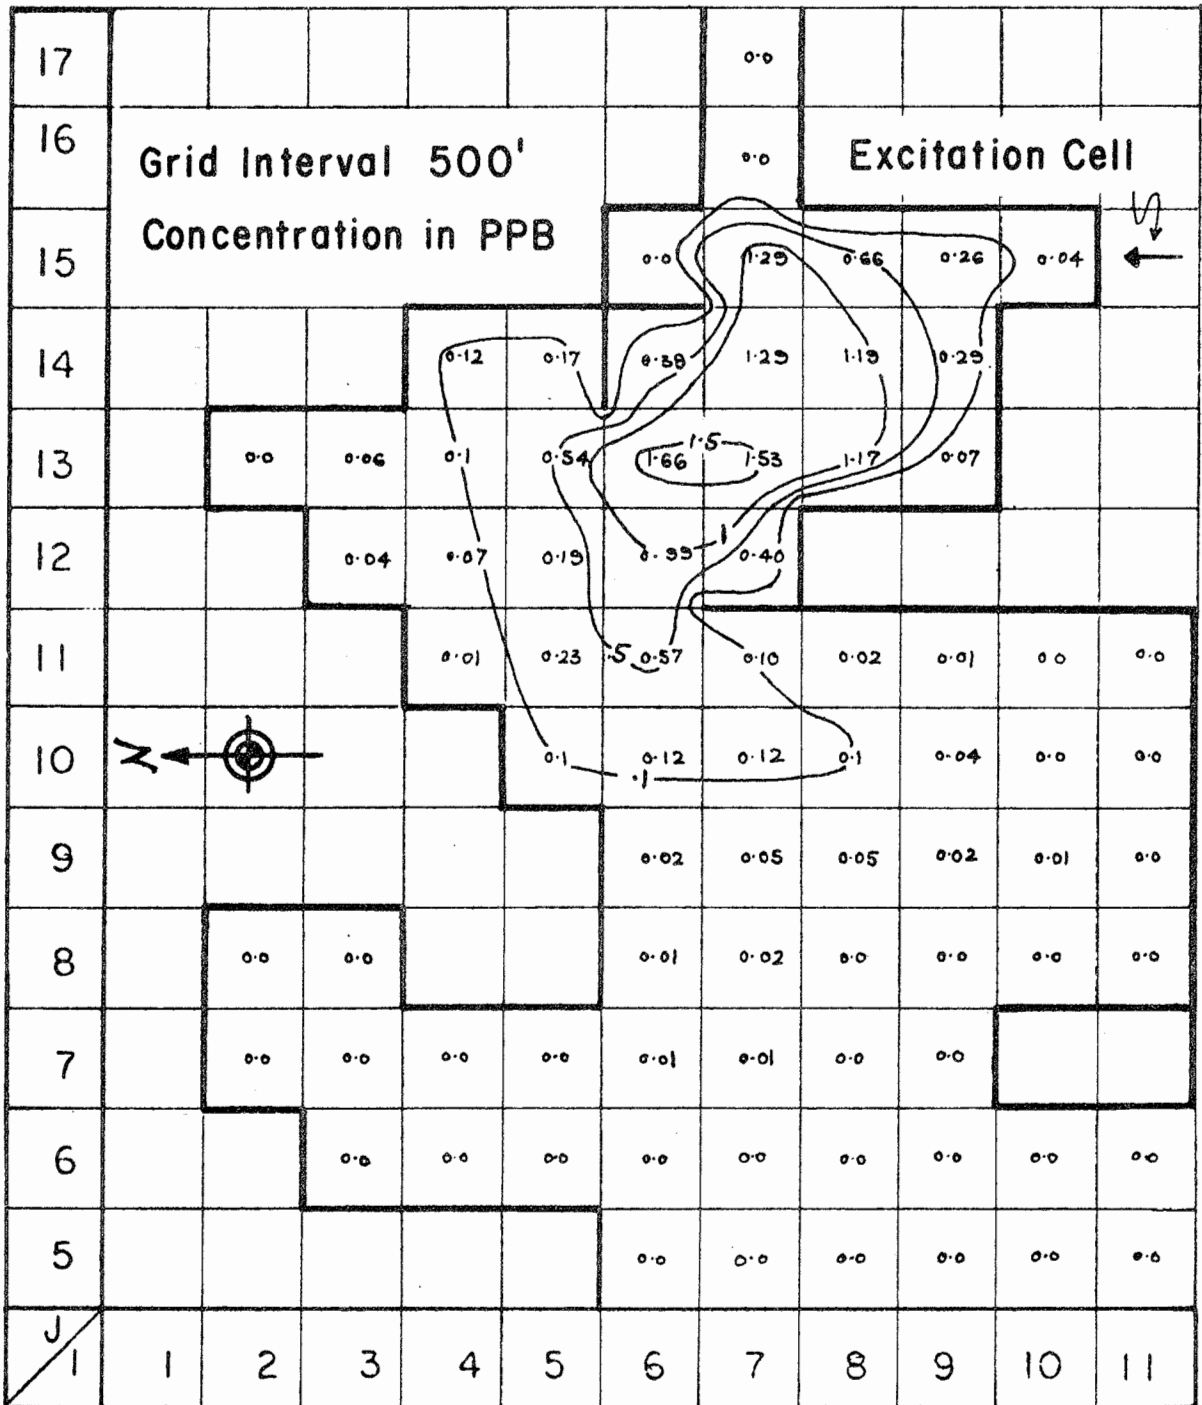 17 0.0
16 0.0
Grid Interval 500'
Excitation Cell
Concentration in PPB
15 0.0 1.29 0.66 0.26 0.04
14 0.12 0.17 0.38 1.29 1.19 0.29
13 0.0 0.06 0.1 0.54 1.66 1.5 1.53 1.17 0.07
12 0.04 0.07 0.19 0.99 1 0.40
11 0.01 0.23 .5 0.57 0.10 0.02 0.01 0.0 0.0
10 N 0.1 0.12 .1 0.12 0.1 0.04 0.0 0.0
9 0.02 0.05 0.05 0.02 0.01 0.0
8 0.0 0.0 0.01 0.02 0.0 0.0 0.0 0.0
7 0.0 0.0 0.0 0.0 0.01 0.01 0.0 0.0
6 0.0 0.0 0.0 0.0 0.0 0.0 0.0 0.0 0.0
5 0.0 0.0 0.0 0.0 0.0 0.0
J
I 1 2 3 4 5 6 7 8 9 10 11